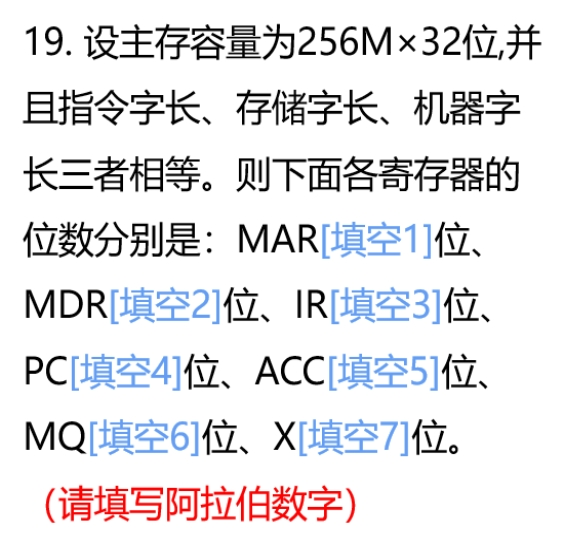 19. 设主存容量为256M×32位,并
且指令字长、存储字长、机器字
长三者相等。则下面各寄存器的
位数分别是：MAR[填空1]位、
MDR[填空2]位、IR[填空3]位、
PC[填空4]位、ACC[填空5]位、
MQ[填空6]位、X[填空7]位。
（请填写阿拉伯数字）